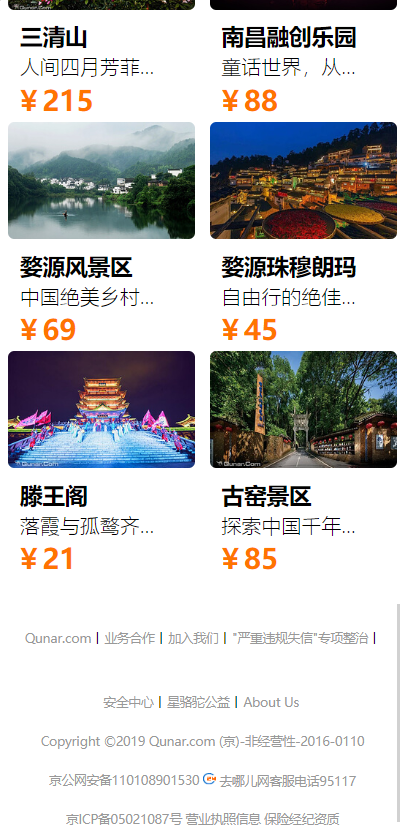 三清山
人间四月芳菲...
¥215
南昌融创乐园
童话世界，从...
¥88
婺源风景区
中国绝美乡村...
¥69
婺源珠穆朗玛
自由行的绝佳...
¥45
Qunar.Com
滕王阁
落霞与孤鹜齐...
¥21
Qunar.Com
古窑景区
探索中国千年...
¥85
Qunar.com | 业务合作 | 加入我们 | "严重违规失信"专项整治 |
安全中心 | 星骆驼公益 | About Us
Copyright ©2019 Qunar.com (京)-非经营性-2016-0110
京公网安备110108901530 去哪儿网客服电话95117
京ICP备05021087号 营业执照信息 保险经纪资质